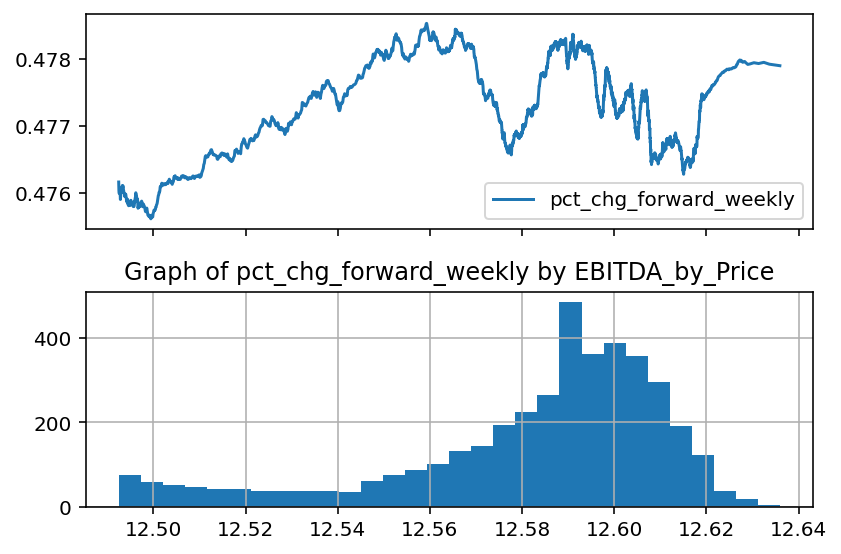 0.478
0.477
0.476
pct_chg_forward_weekly
Graph of pct_chg_forward_weekly by EBITDA_by_Price
400
200
0
12.50 12.52 12.54 12.56 12.58 12.60 12.62 12.64